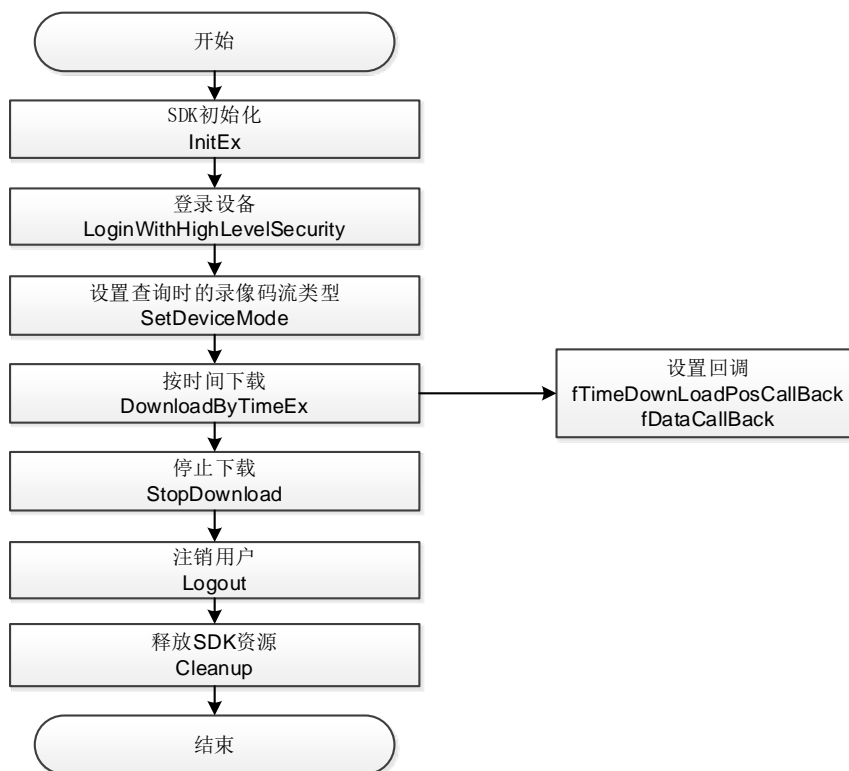 开始
SDK初始化
InitEx
登录设备
LoginWithHighLevelSecurity
设置查询时的录像码流类型
SetDeviceMode
按时间下载
DownloadByTimeEx
设置回调
fTimeDownLoadPosCallBack
fDataCallBack
停止下载
StopDownload
注销用户
Logout
释放SDK资源
Cleanup
结束